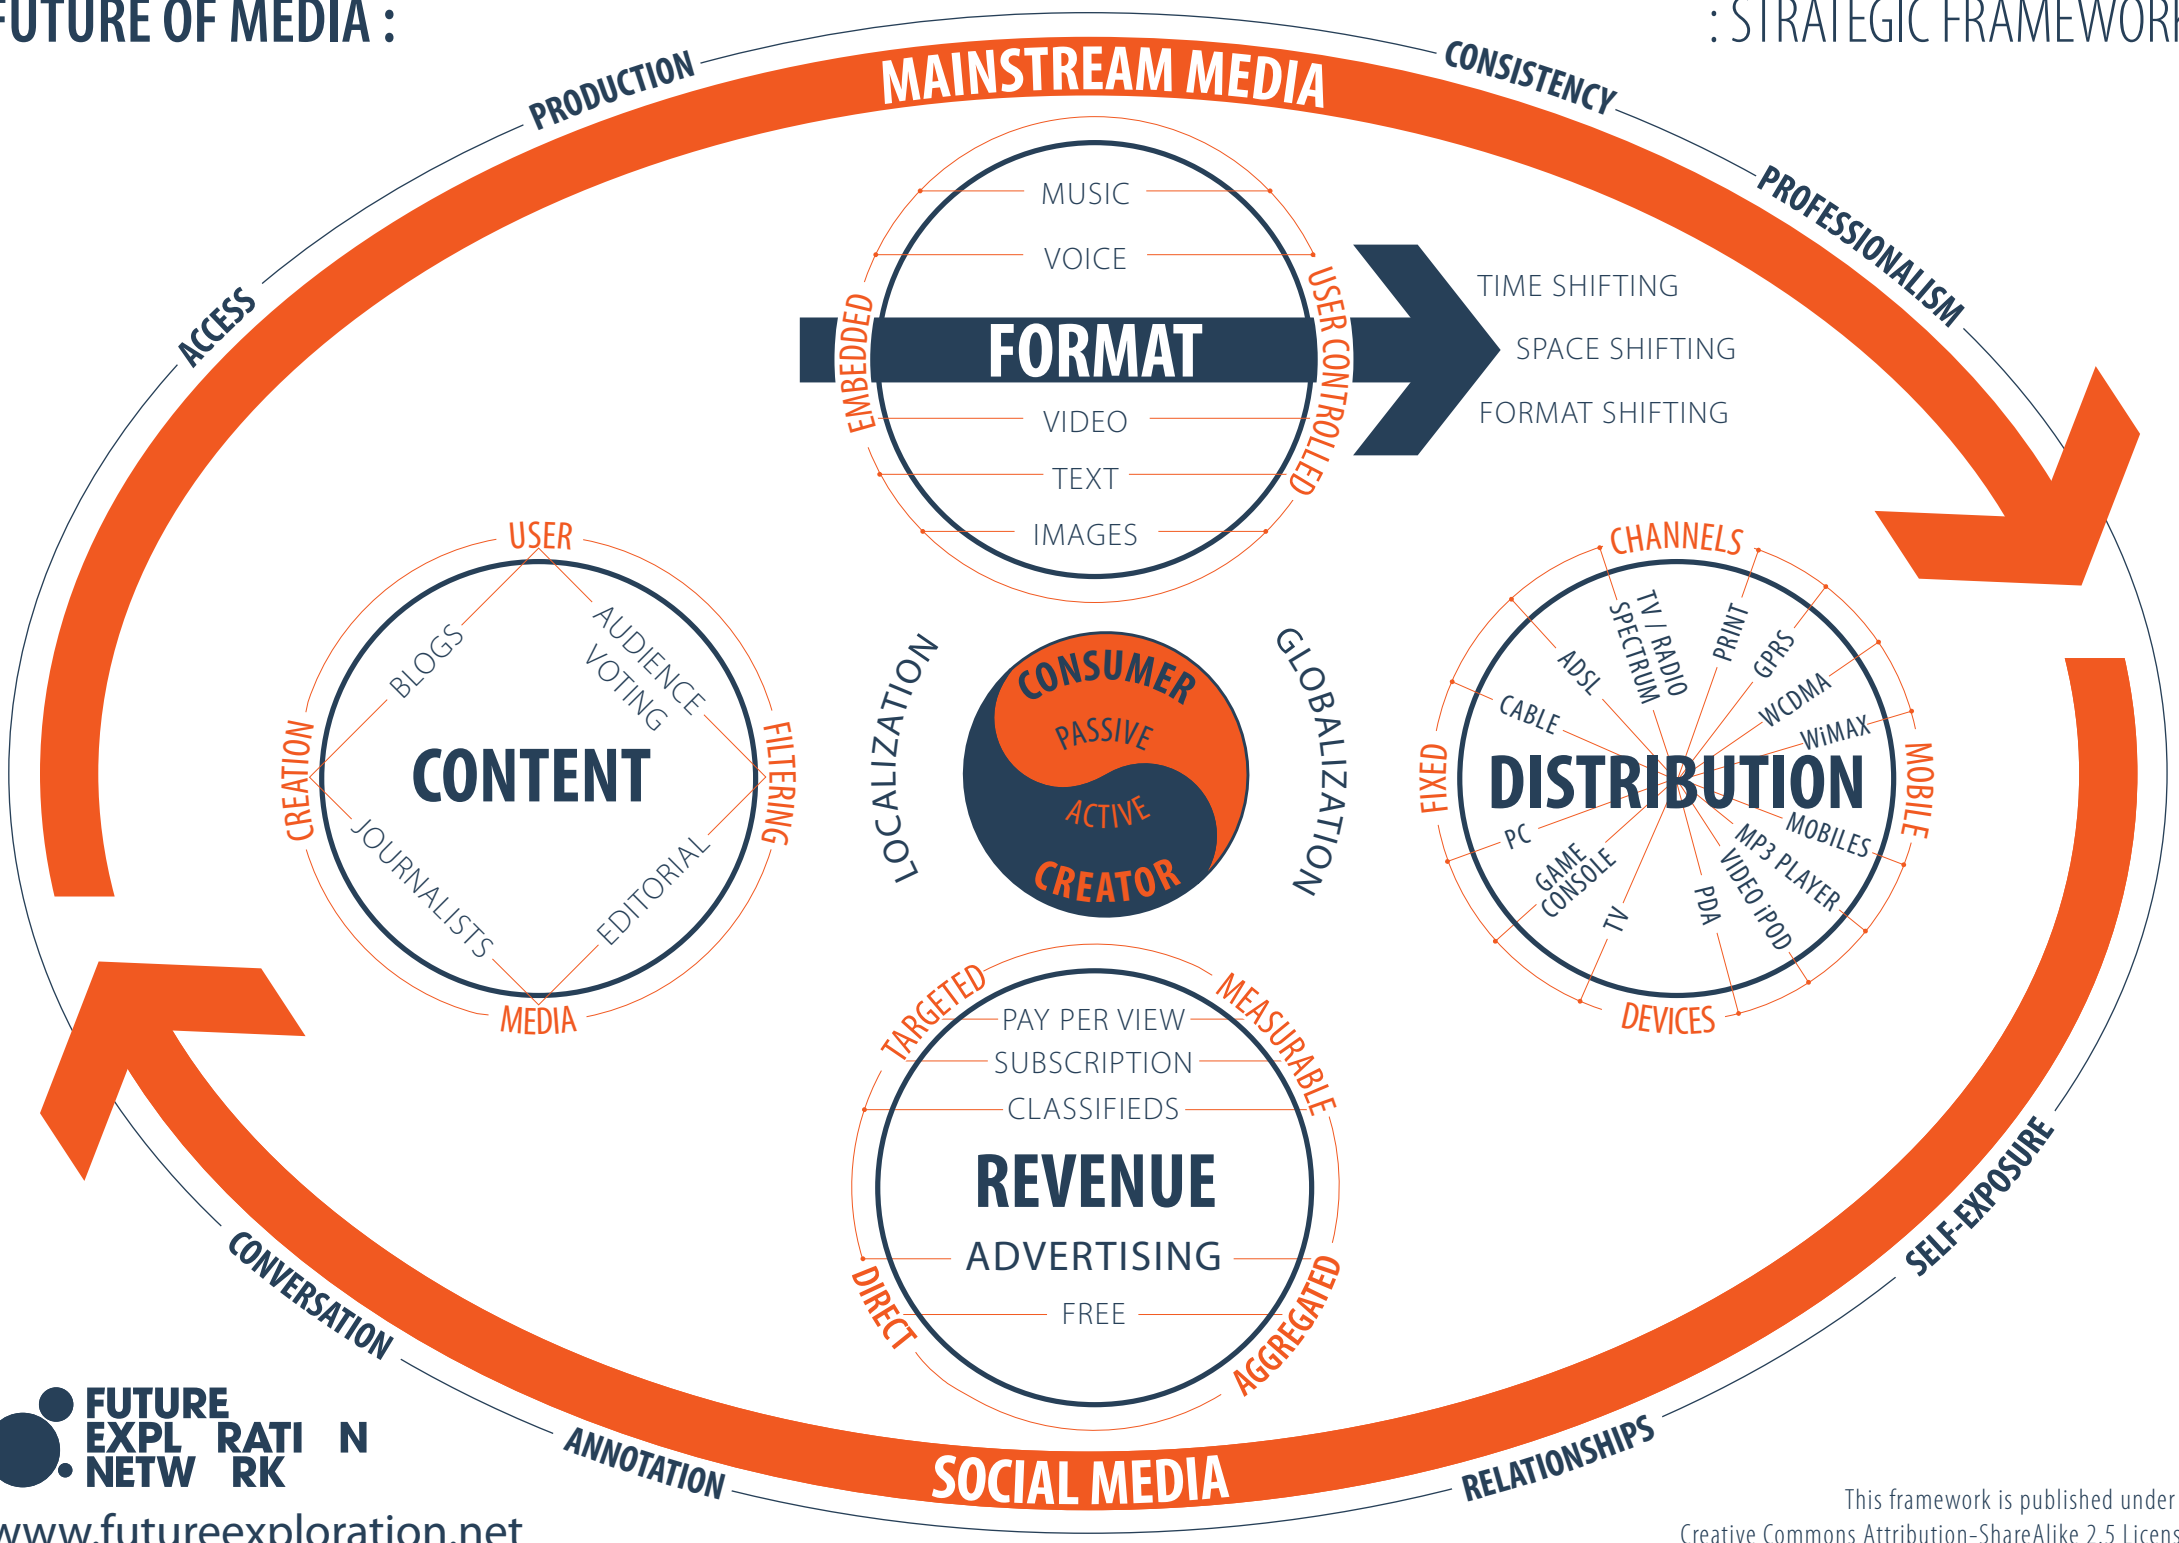 FUTURE OF MEDIA :
: STRATEGIC FRAMEWORK
MAINSTREAM MEDIA
ACCESS
PRODUCTION
CONSISTENCY
PROFESSIONALISM
MUSIC
VOICE
FORMAT
VIDEO
TEXT
IMAGES
EMBEDDED
USER CONTROLLED
TIME SHIFTING
SPACE SHIFTING
FORMAT SHIFTING
USER
CREATION
FILTERING
MEDIA
BLOGS
AUDIENCE
VOTING
CONTENT
JOURNALISTS
EDITORIAL
LOCALIZATION
CONSUMER
PASSIVE
ACTIVE
CREATOR
GLOBALIZATION
CHANNELS
FIXED
MOBILE
DEVICES
CABLE
ADSL
TV / RADIO
SPECTRUM
PRINT
GPRS
WCDMA
WiMAX
DISTRIBUTION
PC
GAME
CONSOLE
TV
PDA
VIDEO iPOD
MP3 PLAYER
MOBILES
TARGETED
MEASURABLE
PAY PER VIEW
SUBSCRIPTION
CLASSIFIEDS
REVENUE
ADVERTISING
FREE
DIRECT
AGGREGATED
CONVERSATION
ANNOTATION
SOCIAL MEDIA
RELATIONSHIPS
SELF-EXPOSURE
FUTURE
EXPL RATI N
NETW RK
www.futureexploration.net
This framework is published under
Creative Commons Attribution-ShareAlike 2.5 Licens